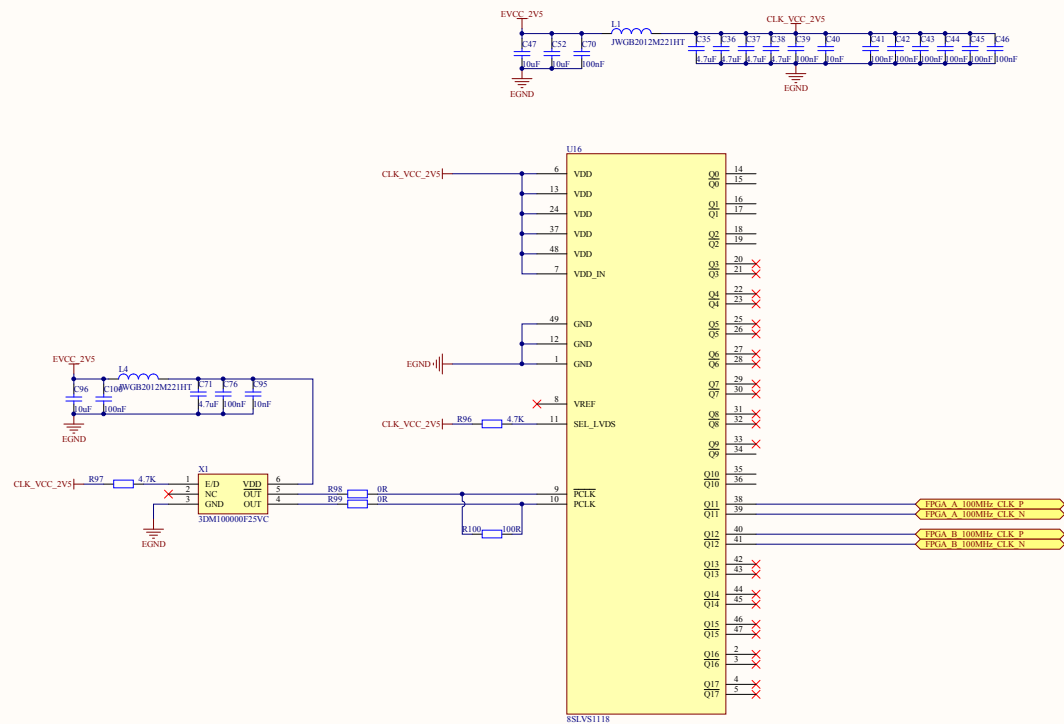 EVCC_2V5
CLK_VCC_2V5
L1
JWGB2012M221HT
C47 C52 C70
10uF 10uF 100nF
C35 C36 C37 C38 C39 C40 C41 C42 C43 C44 C45 C46
4.7uF 4.7uF 4.7uF 4.7uF 100nF 10nF 100nF 100nF 100nF 100nF 100nF 100nF
EGND
EGND
U16
CLK_VCC_2V5
6 VDD
13 VDD
24 VDD
37 VDD
48 VDD
7 VDD_IN
49 GND
12 GND
EGND
1 GND
8 VREF
CLK_VCC_2V5 R96 4.7K 11 SEL_LVDS
9 PCLK
10 PCLK
Q0 14
Q0 15
Q1 16
Q1 17
Q2 18
Q2 19
Q3 20
Q3 21
Q4 22
Q4 23
Q5 25
Q5 26
Q6 27
Q6 28
Q7 29
Q7 30
Q8 31
Q8 32
Q9 33
Q9 34
Q10 35
Q10 36
Q11 38
Q11 39
Q12 40
Q12 41
Q13 42
Q13 43
Q14 44
Q14 45
Q15 46
Q15 47
Q16 2
Q16 3
Q17 4
Q17 5
8SLVS1118
FPGA_A_100MHz_CLK_P
FPGA_A_100MHz_CLK_N
FPGA_B_100MHz_CLK_P
FPGA_B_100MHz_CLK_N
EVCC_2V5
L4
JWGB2012M221HT
C96 C71 C76 C95
10uF 100nF 4.7uF 100nF 10nF
EGND
X1
CLK_VCC_2V5 R97 4.7K
1 E/D VDD 6
2 NC OUT 5
3 GND OUT 4
3DM100000F25VC
EGND
R98 0R
R99 0R
R100 100R